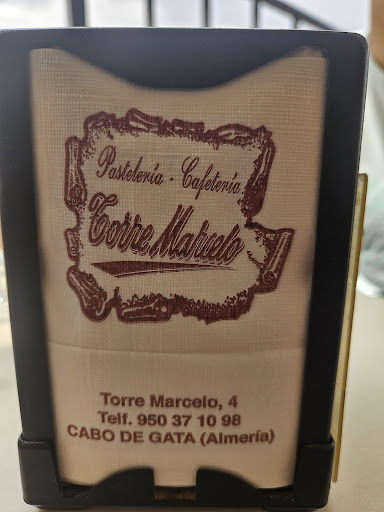 Pastelería - Cafetería
Torre Marcelo
Torre Marcelo, 4
Telf. 950 37 10 98
CABO DE GATA (Almería)